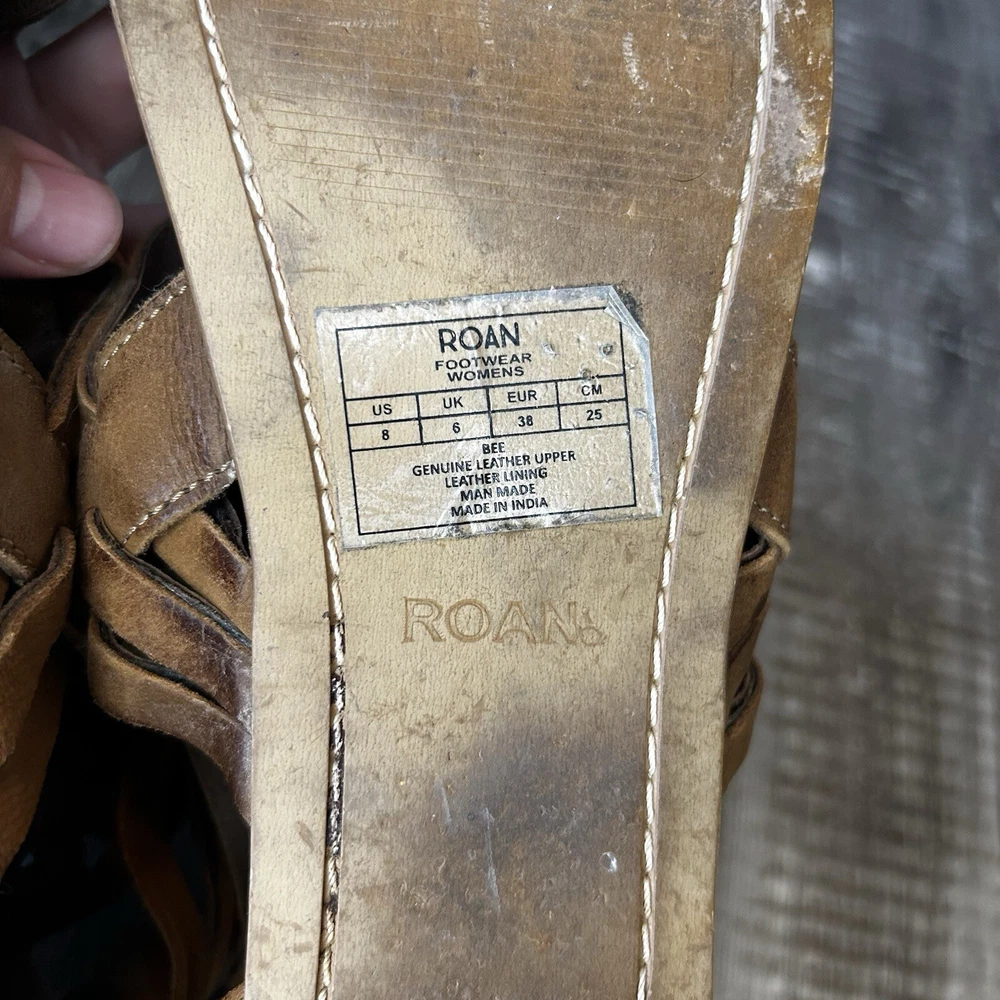 ROAN
FOOTWEAR
WOMENS
US UK EUR CM
8 6 38 25
BEE
GENUINE LEATHER UPPER
LEATHER LINING
MAN MADE
MADE IN INDIA
ROAN